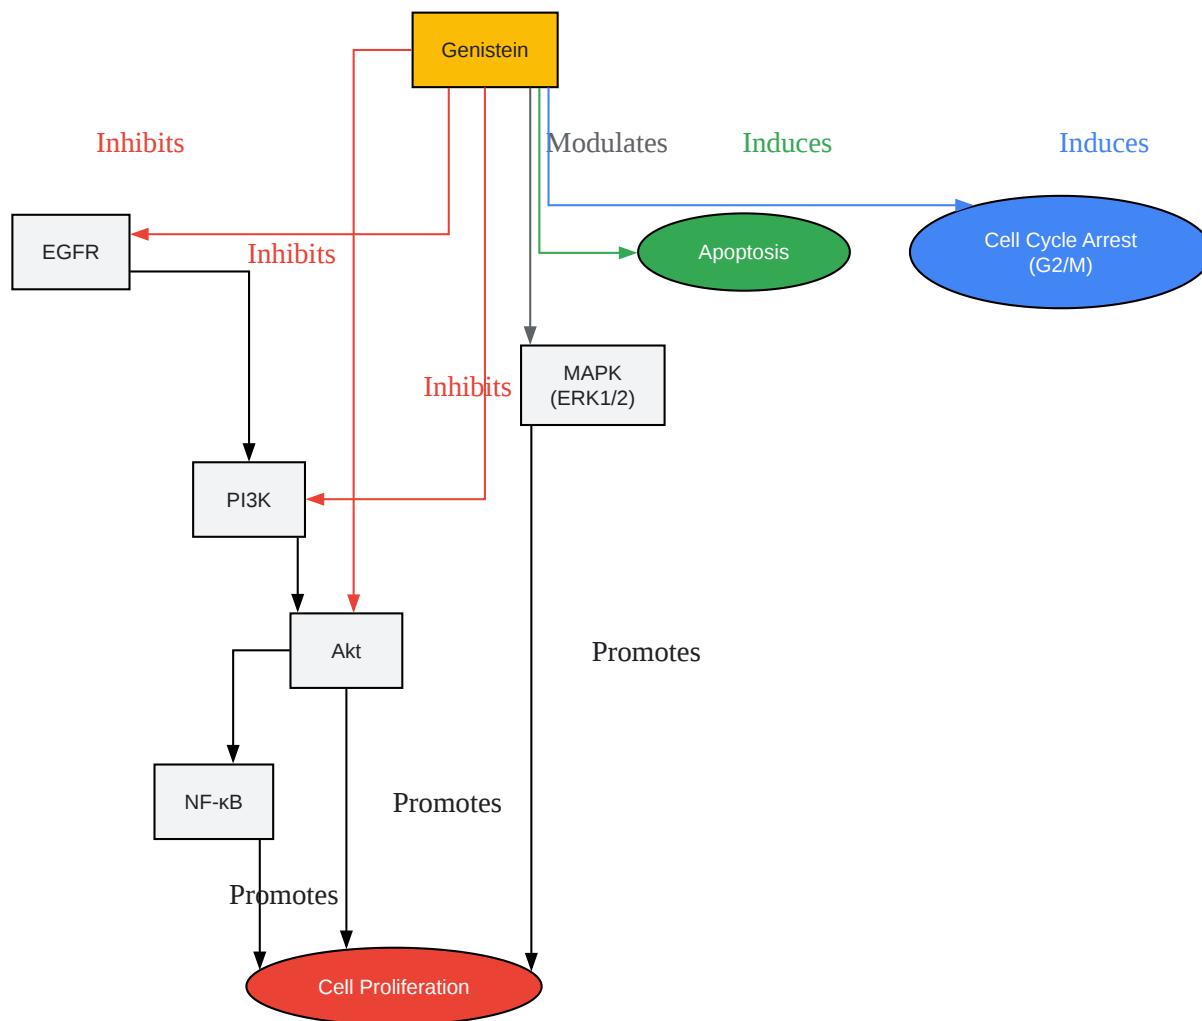 Genistein
Inhibits
Modulates
Induces
Induces
EGFR
Inhibits
Apoptosis
Cell Cycle Arrest
(G2/M)
Inhibits
MAPK
(ERK1/2)
PI3K
Akt
Promotes
NF-κB
Promotes
Promotes
Cell Proliferation